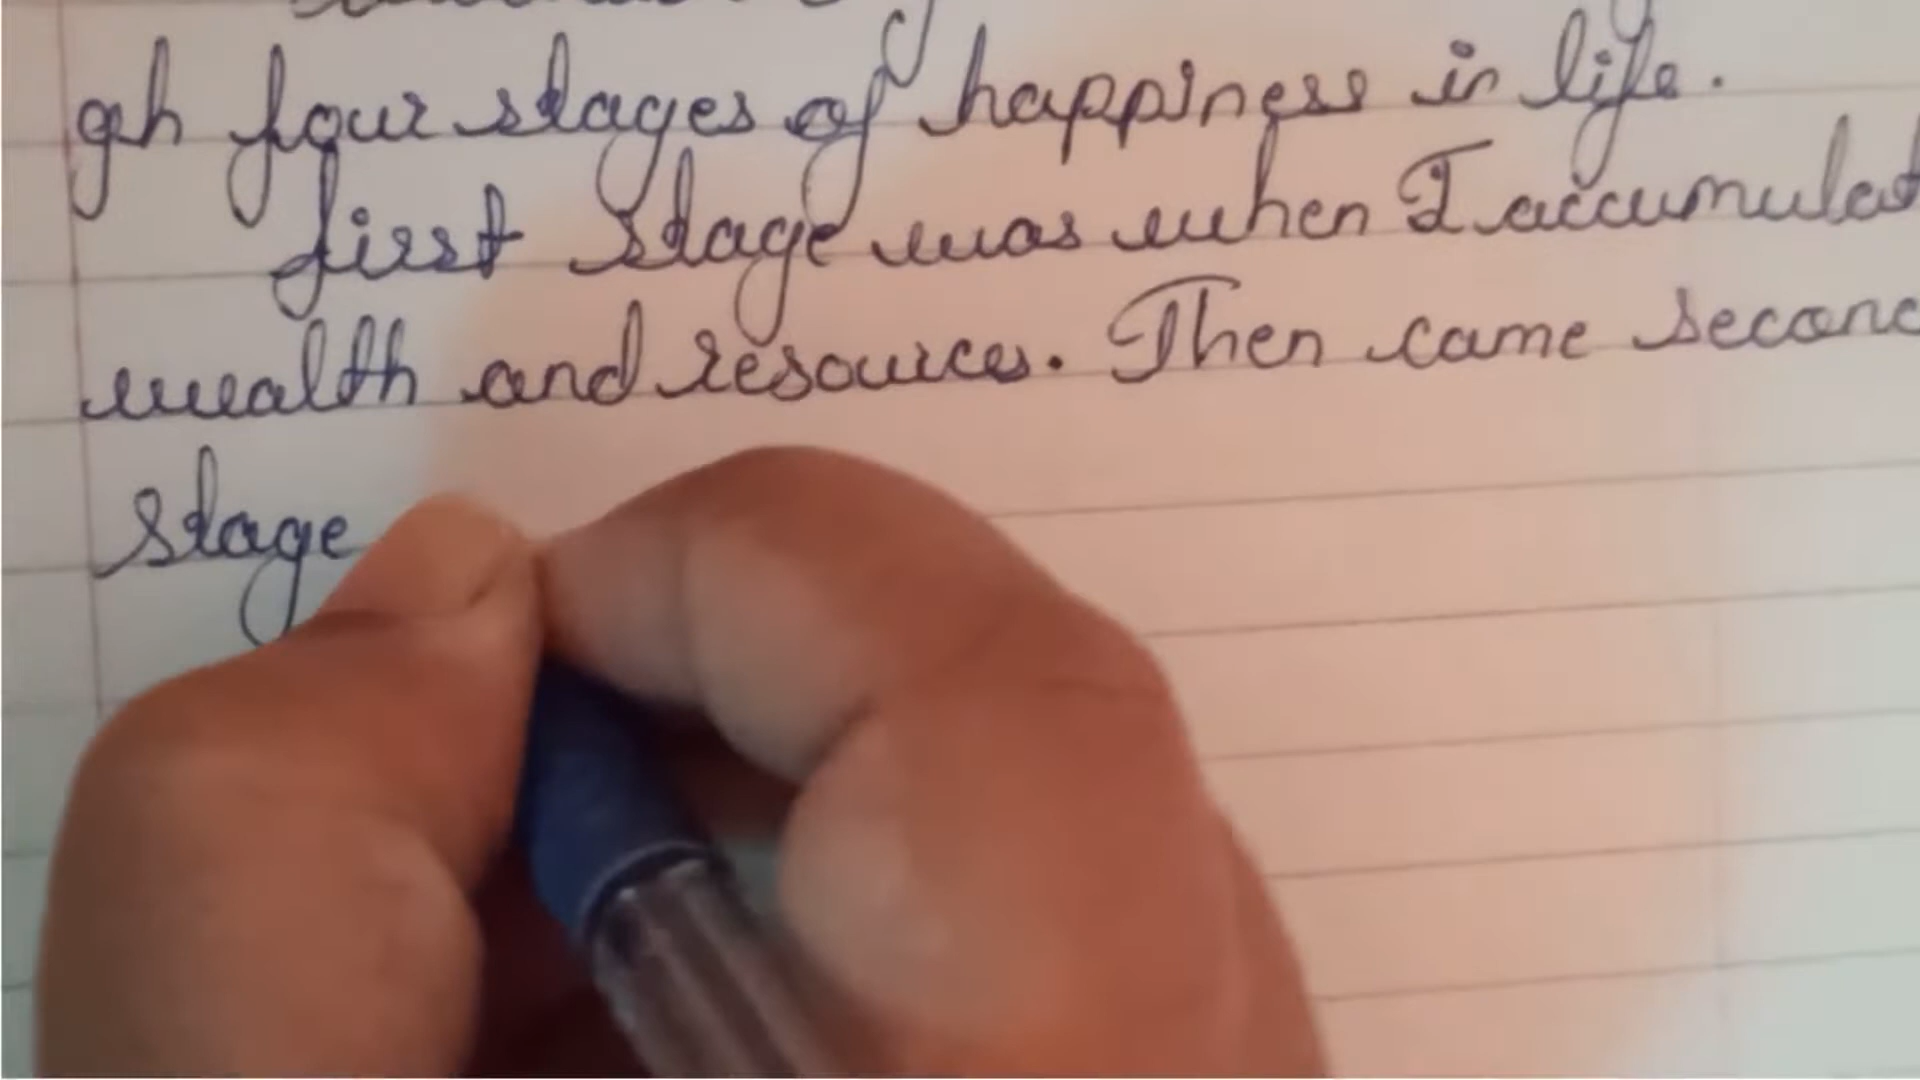 gh four stages of happiness in life.
first stage was when I accumulat
wealth and resources. Then came second
stage